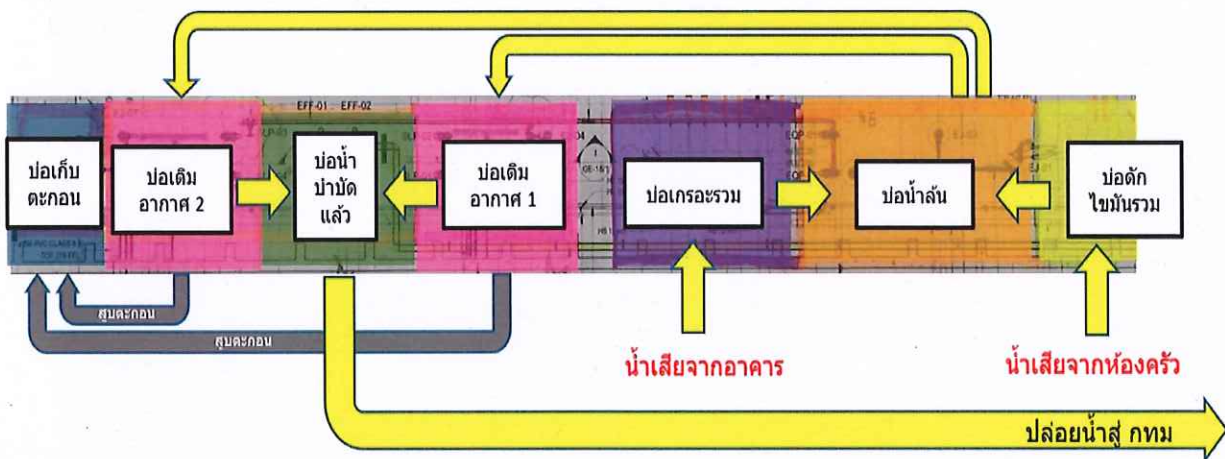 EFF-01 EFF-02
บ่อเก็บ
ตะกอน
บ่อเติม
อากาศ 2
บ่อน้ำ
บำบัด
แล้ว
บ่อเติม
อากาศ 1
บ่อเกรอะรวม
บ่อน้ำล้น
บ่อดัก
ไขมันรวม
สูบตะกอน
สูบตะกอน
น้ำเสียจากอาคาร
น้ำเสียจากห้องครัว
ปล่อยน้ำสู่ กทม